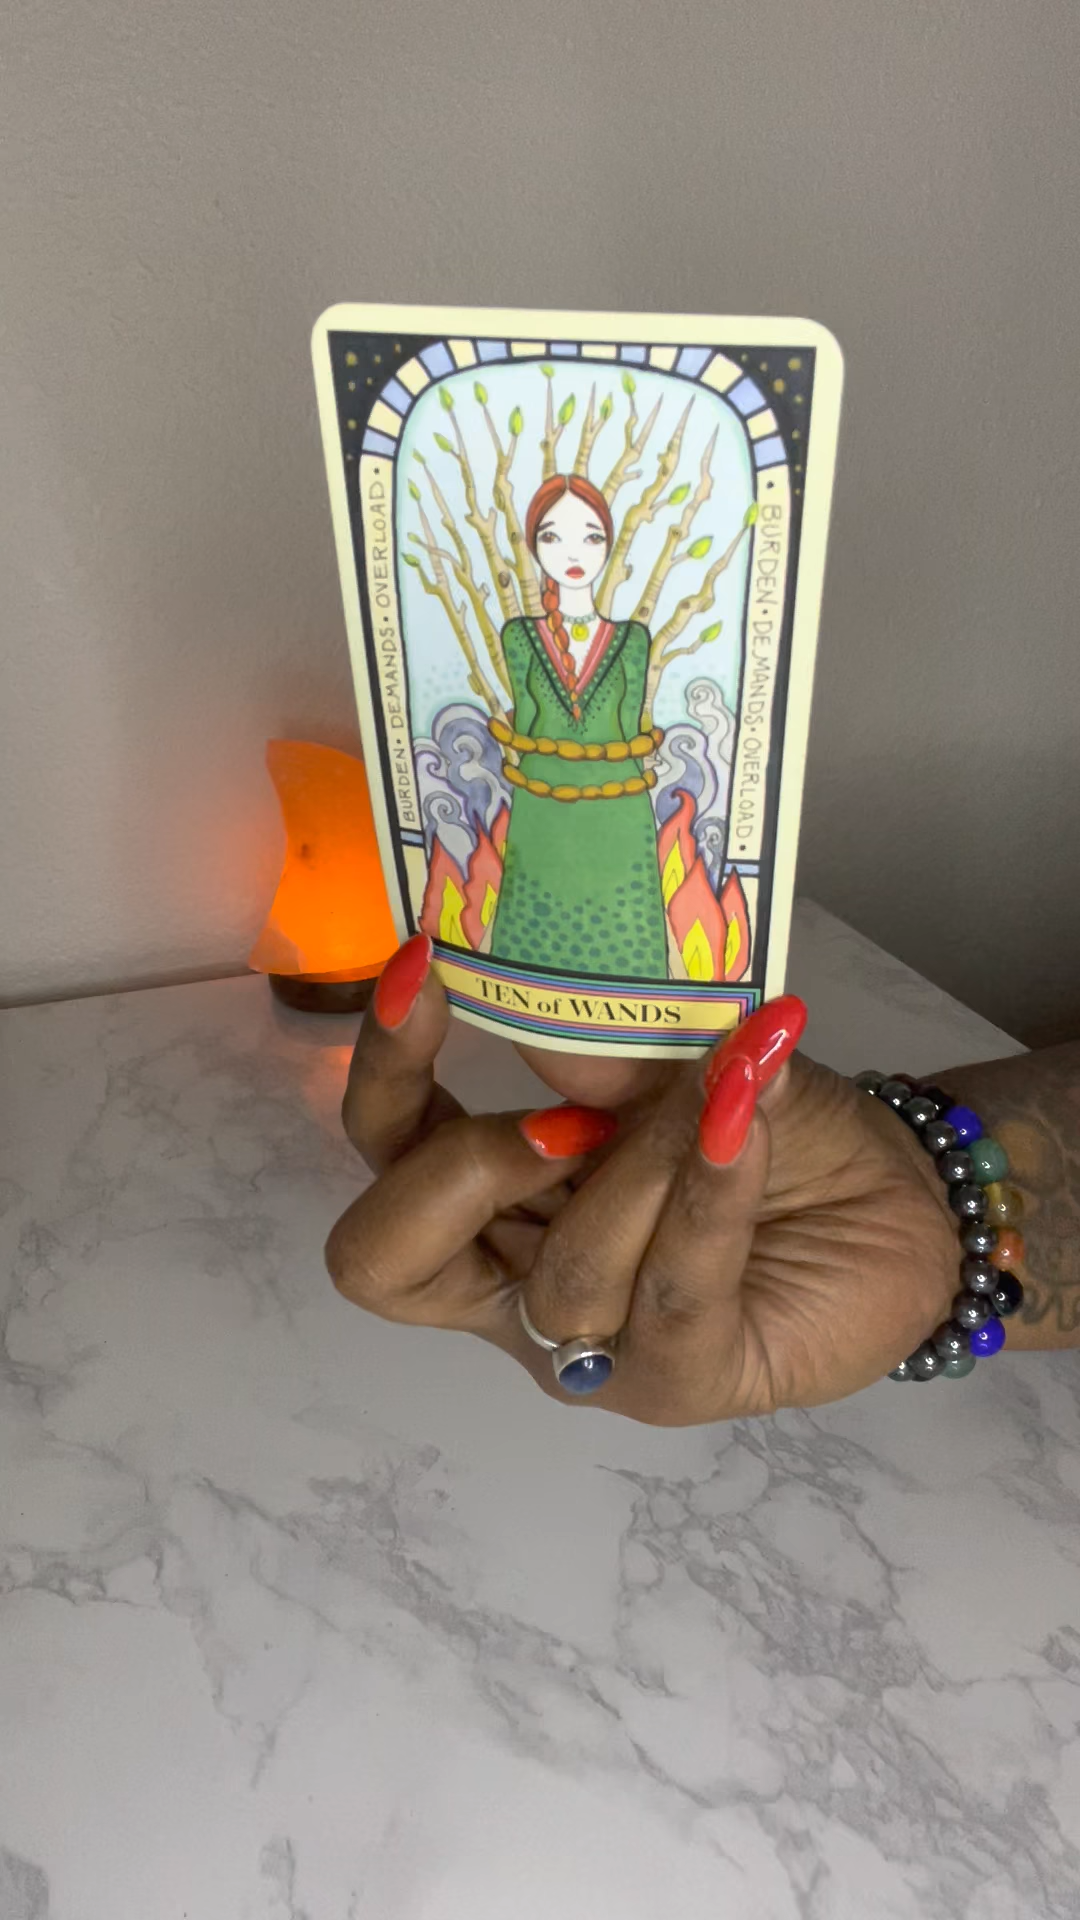 BURDEN • DEMANDS • OVERLOAD •
• BURDEN • DEMANDS • OVERLOAD •
TEN of WANDS